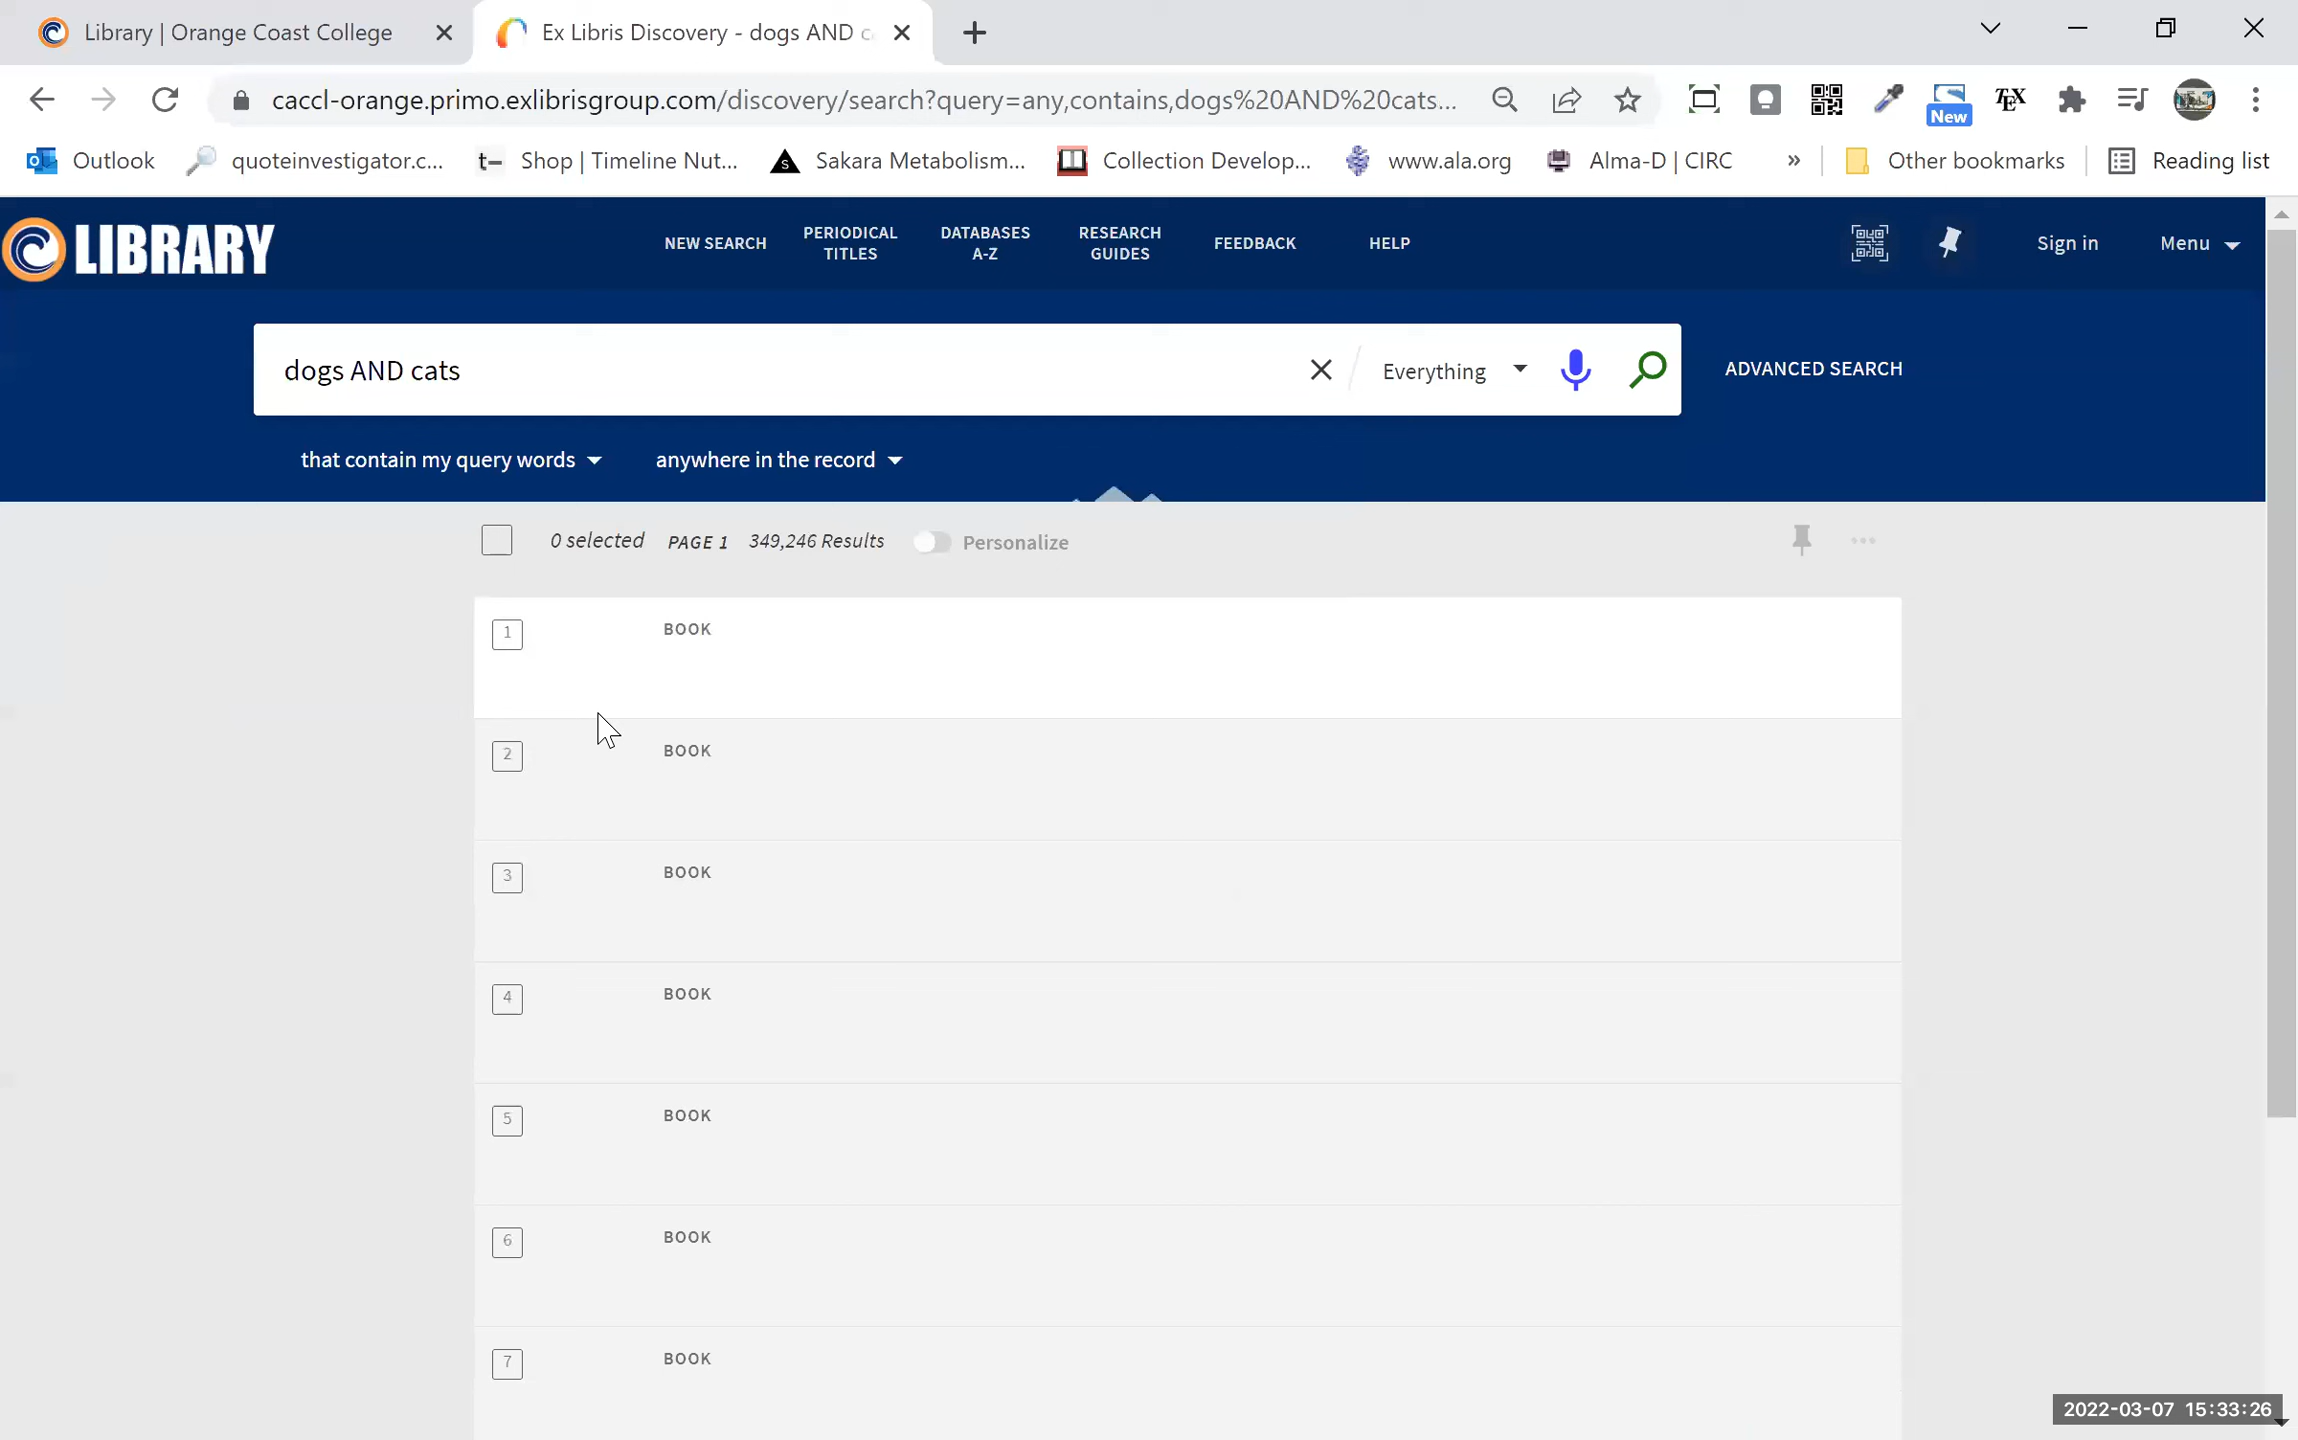 Library | Orange Coast College
Ex Libris Discovery - dogs AND c
caccl-orange.primo.exlibrisgroup.com/discovery/search?query=any,contains,dogs%20AND%20cats...
New
TEX
Outlook
quoteinvestigator.c...
t–
Shop | Timeline Nut...
S
Sakara Metabolism...
Collection Develop...
www.ala.org
Alma-D | CIRC
»
Other bookmarks
Reading list
LIBRARY
NEW SEARCH
PERIODICAL
TITLES
DATABASES
A-Z
RESEARCH
GUIDES
FEEDBACK
HELP
Sign in
Menu
dogs AND cats
Everything
ADVANCED SEARCH
that contain my query words
anywhere in the record
0 selected PAGE 1 349,246 Results Personalize
1 BOOK
2 BOOK
3 BOOK
4 BOOK
5 BOOK
6 BOOK
7 BOOK
2022-03-07 15:33:26